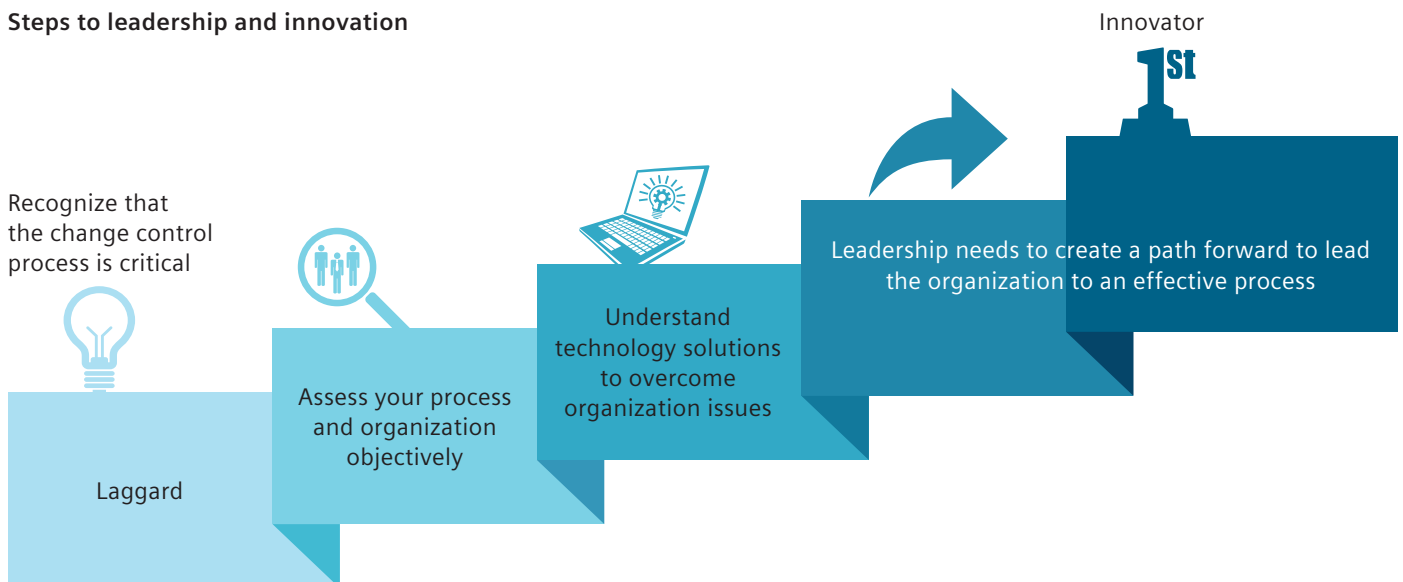 Steps to leadership and innovation
Innovator
1St
Recognize that
the change control
process is critical
Laggard
Assess your process
and organization
objectively
Understand
technology solutions
to overcome
organization issues
Leadership needs to create a path forward to lead
the organization to an effective process